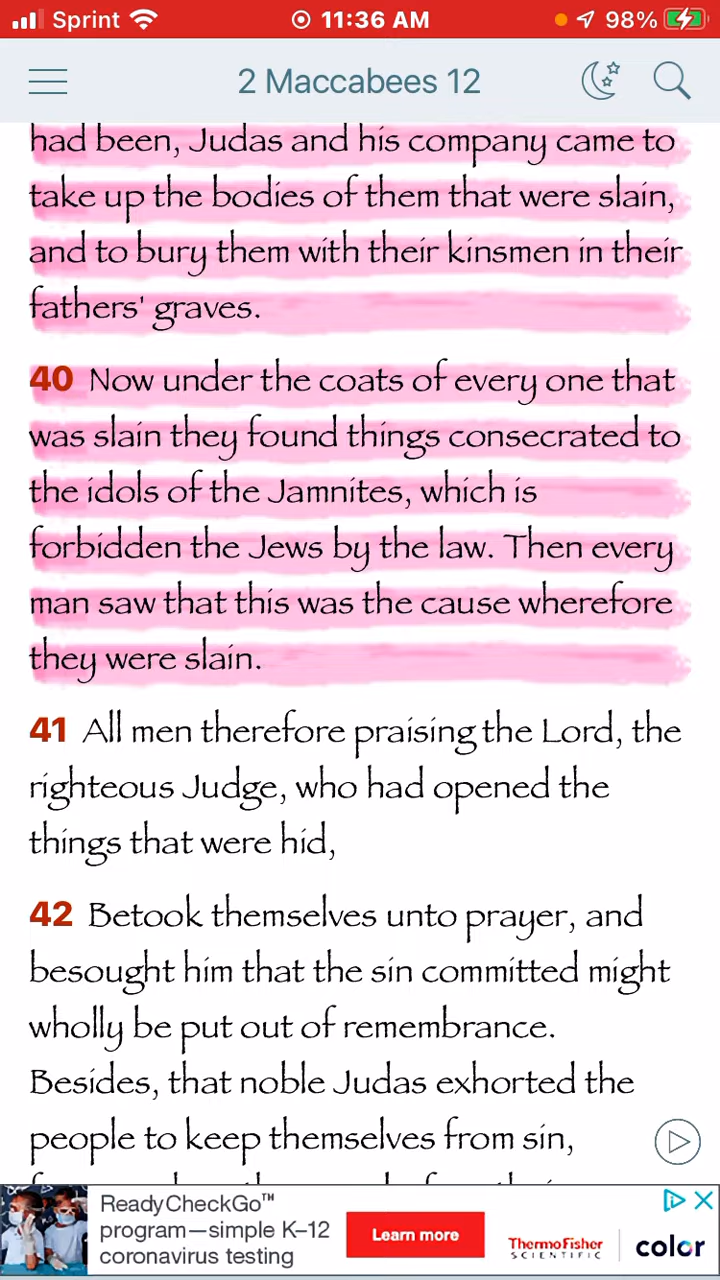 Sprint 11:36 AM 98%
2 Maccabees 12
had been, Judas and his company came to
take up the bodies of them that were slain,
and to bury them with their kinsmen in their
fathers' graves.
40 Now under the coats of every one that
was slain they found things consecrated to
the idols of the Jamnites, which is
forbidden the Jews by the law. Then every
man saw that this was the cause wherefore
they were slain.
41 All men therefore praising the Lord, the
righteous Judge, who had opened the
things that were hid,
42 Betook themselves unto prayer, and
besought him that the sin committed might
wholly be put out of remembrance.
Besides, that noble Judas exhorted the
people to keep themselves from sin,
ReadyCheckGo™
program—simple K–12
coronavirus testing
Learn more
ThermoFisher
SCIENTIFIC
color